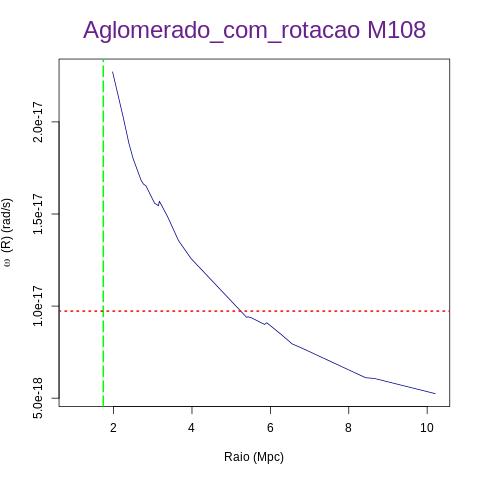 Aglomerado_com_rotacao M108
2.0e-17
1.5e-17
1.0e-17
5.0e-18
ω (R) (rad/s)
2 4 6 8 10
Raio (Mpc)